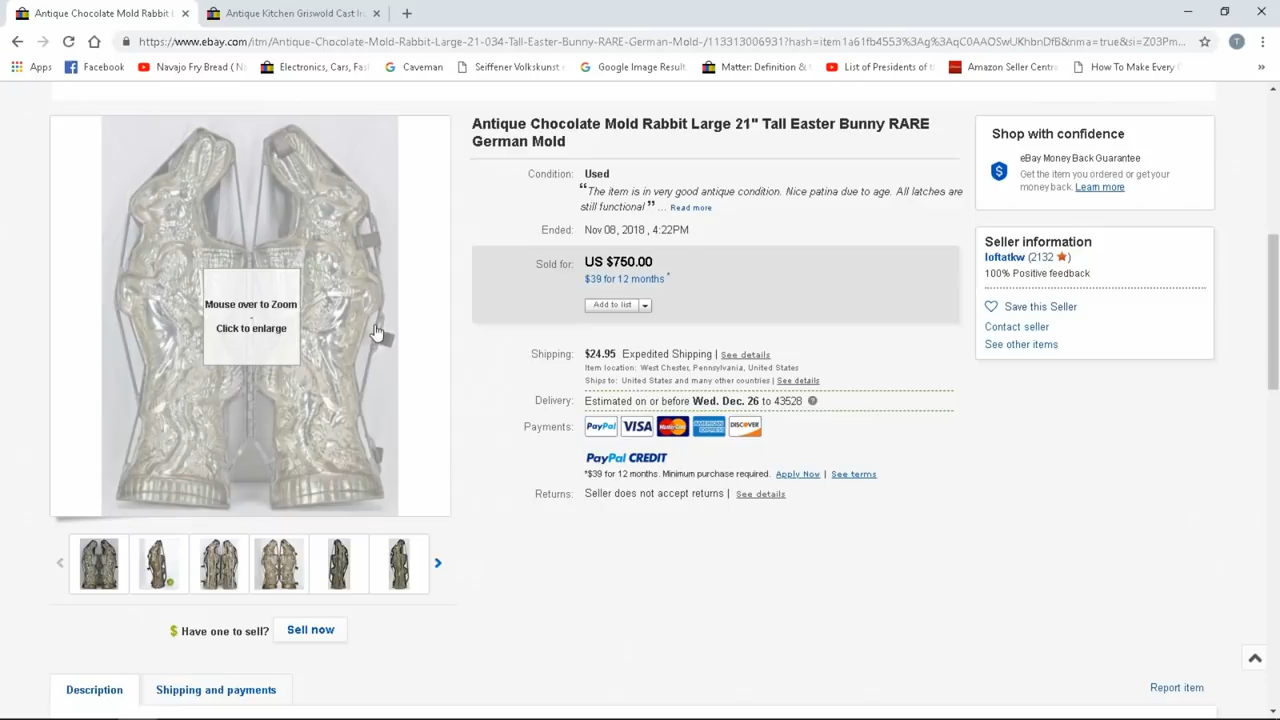 Antique Chocolate Mold Rabbit L
Antique Kitchen Griswold Cast Iro
https://www.ebay.com/itm/Antique-Chocolate-Mold-Rabbit-Large-21-034-Tall-Easter-Bunny-RARE-German-Mold-/113313006931?hash=item1a61fb4553%3Ag%3AqC0AAOSwUKhbnDfB&nma=true&si=Z03Pm...
T
Apps
Facebook
Navajo Fry Bread ( N
Electronics, Cars, Fas
Caveman
Seiffener Volkskunst
Google Image Result
Matter: Definition &
List of Presidents of t
Amazon Seller Centr
How To Make Every
»
Antique Chocolate Mold Rabbit Large 21" Tall Easter Bunny RARE
German Mold
Condition: Used
“The item is in very good antique condition. Nice patina due to age. All latches are
still functional” ... Read more
Ended: Nov 08, 2018 , 4:22PM
Sold for: US $750.00
$39 for 12 months *
Add to list
Shipping: $24.95 Expedited Shipping | See details
Item location: West Chester, Pennsylvania, United States
Ships to: United States and many other countries | See details
Delivery: Estimated on or before Wed. Dec. 26 to 43528
Payments: PayPal VISA MasterCard DISCOVER
PayPal CREDIT
*$39 for 12 months. Minimum purchase required. Apply Now | See terms
Returns: Seller does not accept returns | See details
Shop with confidence
eBay Money Back Guarantee
Get the item you ordered or get your
money back. Learn more
Seller information
loftatkw (2132 ★)
100% Positive feedback
Save this Seller
Contact seller
See other items
Mouse over to Zoom
-
Click to enlarge
$ Have one to sell? Sell now
Description
Shipping and payments
Report item